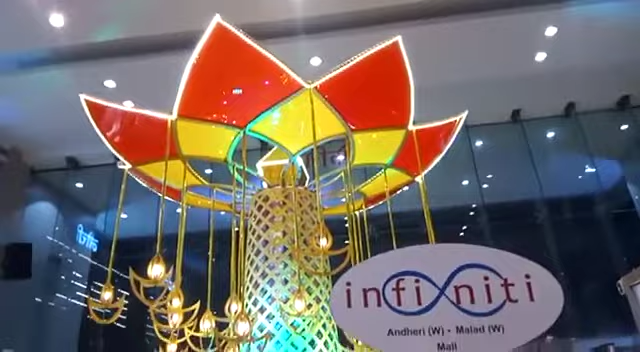 infiniti
Andheri (W) - Malad (W)
Mall